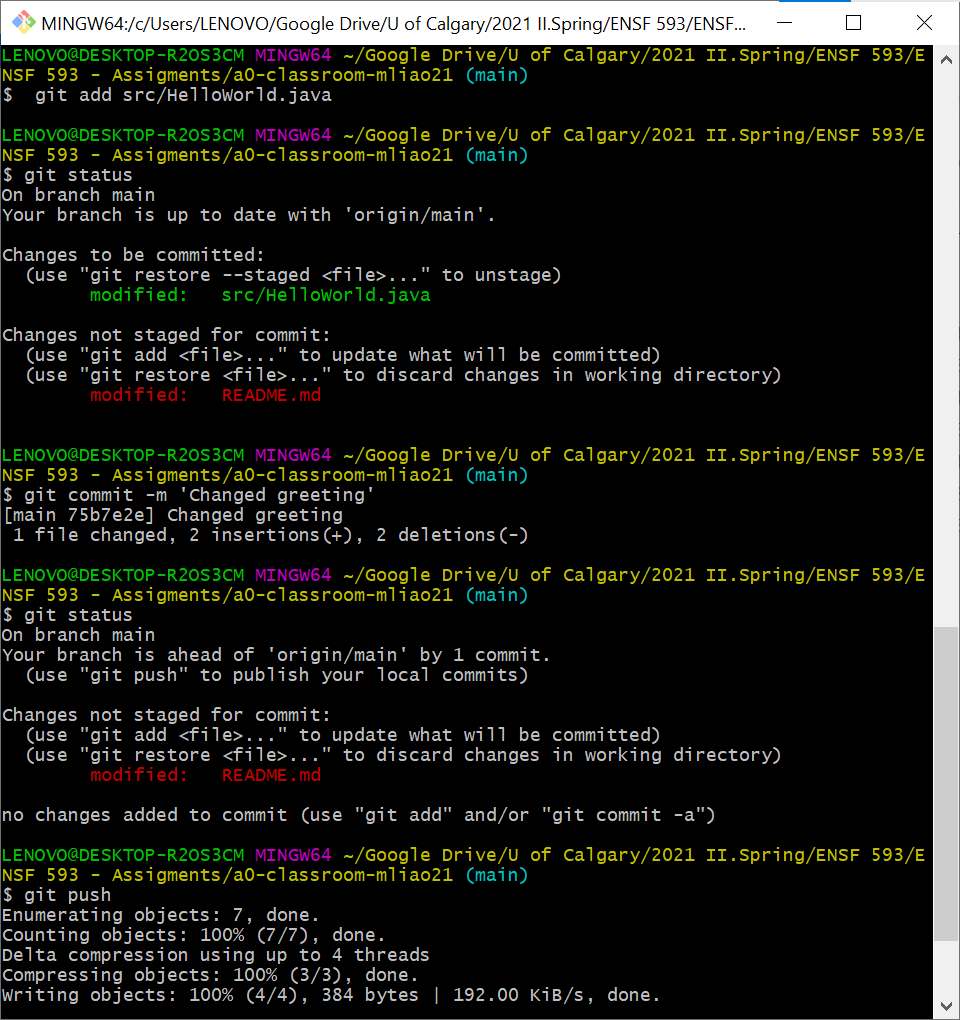 MINGW64:/c/Users/LENOVO/Google Drive/U of Calgary/2021 II.Spring/ENSF 593/ENSF...
LENOVO@DESKTOP-R2OS3CM MINGW64 ~/Google Drive/U of Calgary/2021 II.Spring/ENSF 593/E
NSF 593 - Assigments/a0-classroom-mliao21 (main)
$  git add src/HelloWorld.java

LENOVO@DESKTOP-R2OS3CM MINGW64 ~/Google Drive/U of Calgary/2021 II.Spring/ENSF 593/E
NSF 593 - Assigments/a0-classroom-mliao21 (main)
$ git status
On branch main
Your branch is up to date with 'origin/main'.

Changes to be committed:
  (use "git restore --staged <file>..." to unstage)
        modified:   src/HelloWorld.java

Changes not staged for commit:
  (use "git add <file>..." to update what will be committed)
  (use "git restore <file>..." to discard changes in working directory)
        modified:   README.md


LENOVO@DESKTOP-R2OS3CM MINGW64 ~/Google Drive/U of Calgary/2021 II.Spring/ENSF 593/E
NSF 593 - Assigments/a0-classroom-mliao21 (main)
$ git commit -m 'Changed greeting'
[main 75b7e2e] Changed greeting
 1 file changed, 2 insertions(+), 2 deletions(-)

LENOVO@DESKTOP-R2OS3CM MINGW64 ~/Google Drive/U of Calgary/2021 II.Spring/ENSF 593/E
NSF 593 - Assigments/a0-classroom-mliao21 (main)
$ git status
On branch main
Your branch is ahead of 'origin/main' by 1 commit.
  (use "git push" to publish your local commits)

Changes not staged for commit:
  (use "git add <file>..." to update what will be committed)
  (use "git restore <file>..." to discard changes in working directory)
        modified:   README.md

no changes added to commit (use "git add" and/or "git commit -a")

LENOVO@DESKTOP-R2OS3CM MINGW64 ~/Google Drive/U of Calgary/2021 II.Spring/ENSF 593/E
NSF 593 - Assigments/a0-classroom-mliao21 (main)
$ git push
Enumerating objects: 7, done.
Counting objects: 100% (7/7), done.
Delta compression using up to 4 threads
Compressing objects: 100% (3/3), done.
Writing objects: 100% (4/4), 384 bytes | 192.00 KiB/s, done.